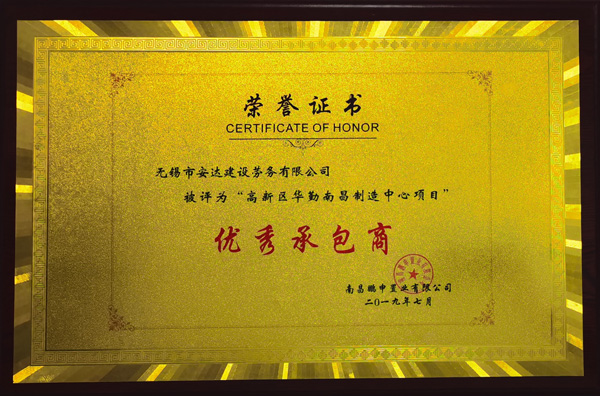 荣誉证书
CERTIFICATE OF HONOR
无锡市安达建设劳务有限公司
被评为“高新区华勤南昌制造中心项目”
优秀承包商
南昌鹏申置业有限公司
二〇一九年七月